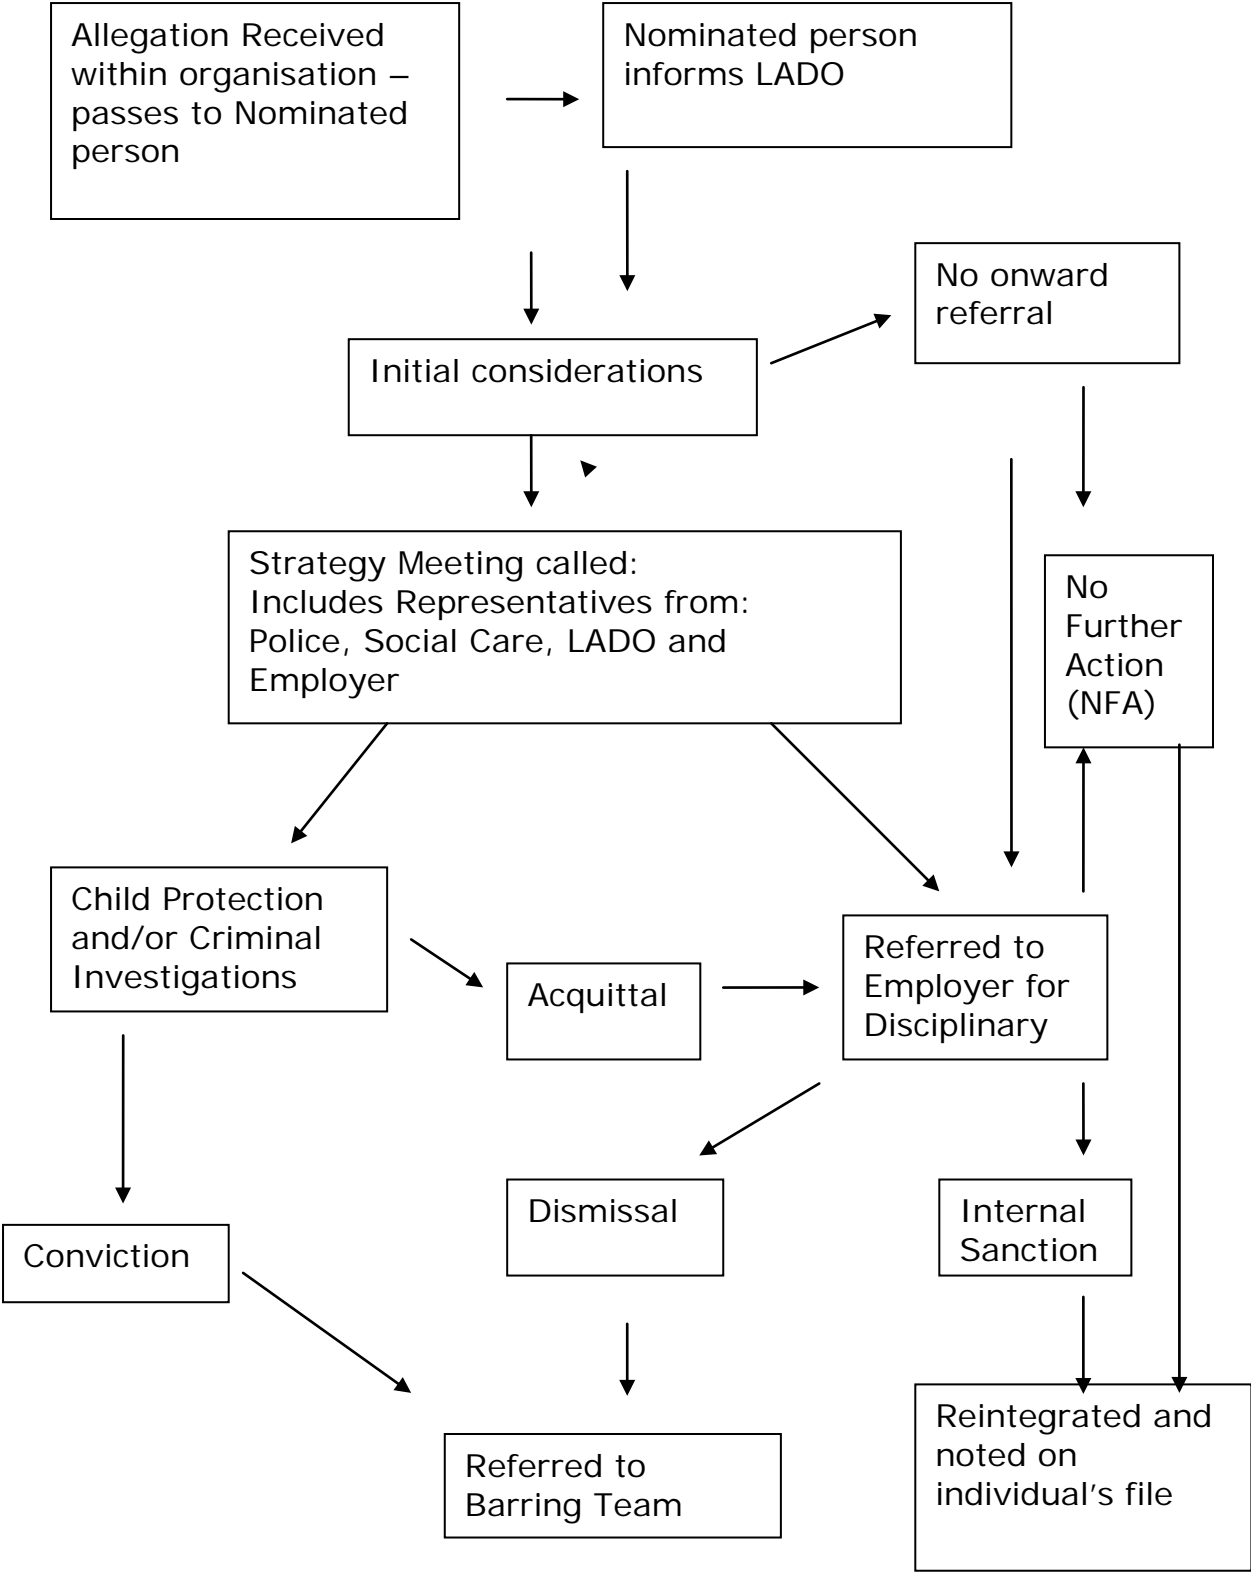 Allegation Received
within organisation –
passes to Nominated
person
Nominated person
informs LADO
No onward
referral
Initial considerations
Strategy Meeting called:
Includes Representatives from:
Police, Social Care, LADO and
Employer
No
Further
Action
(NFA)
Child Protection
and/or Criminal
Investigations
Acquittal
Referred to
Employer for
Disciplinary
Dismissal
Internal
Sanction
Conviction
Referred to
Barring Team
Reintegrated and
noted on
individual’s file